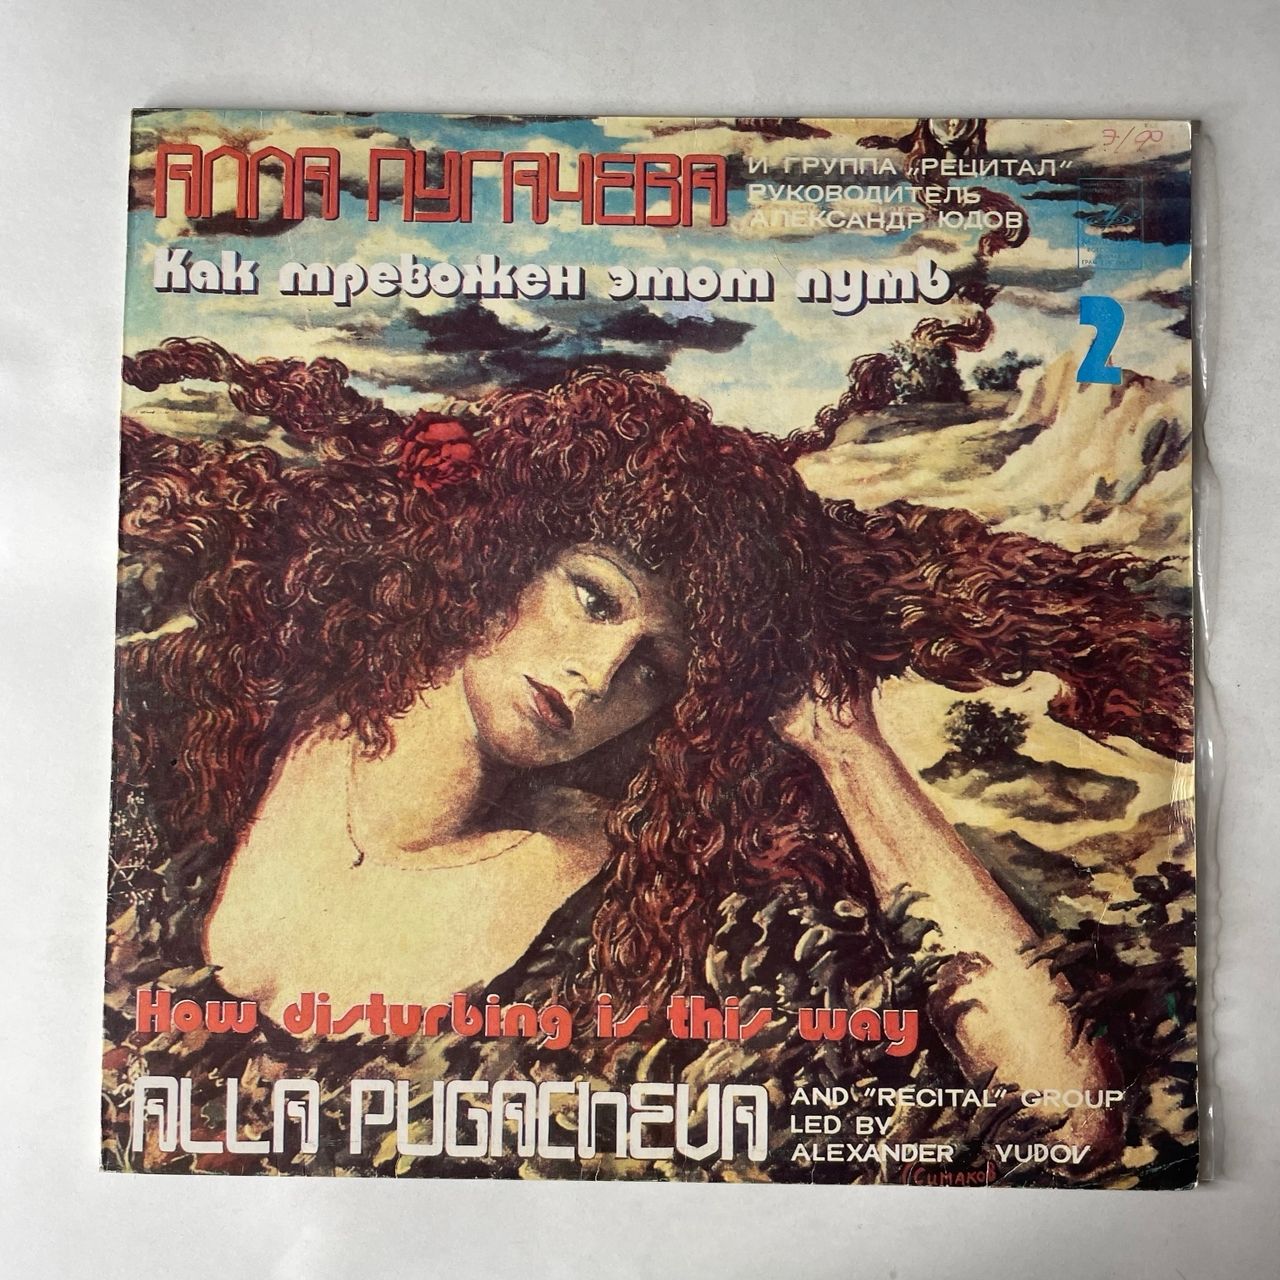 АЛЛА ПУГАЧЕВА
И ГРУППА „РЕЦИТАЛ"
РУКОВОДИТЕЛЬ
АЛЕКСАНДР ЮДОВ
Как тревожен этот путь
2
How disturbing is this way
ALLA PUGACHEVA
AND "RECITAL" GROUP
LED BY
ALEXANDER YUDOV
Симаков